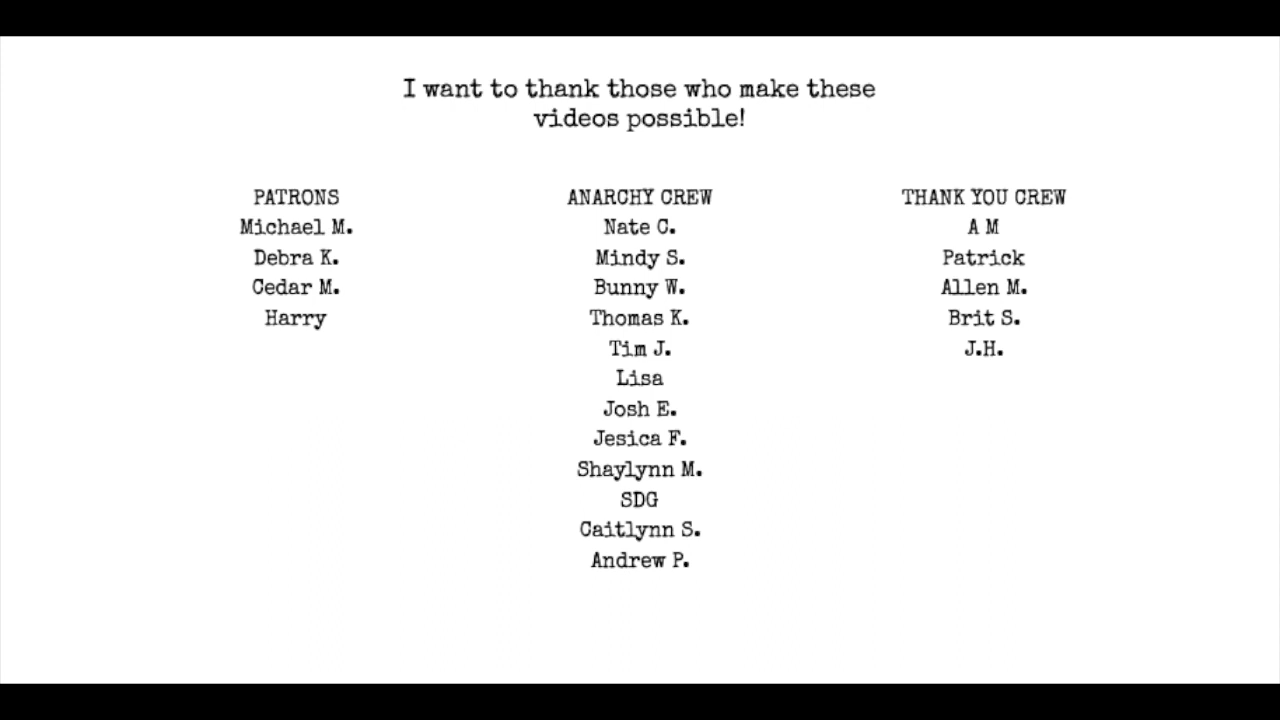 I want to thank those who make these
videos possible!
PATRONS
Michael M.
Debra K.
Cedar M.
Harry
ANARCHY CREW
Nate C.
Mindy S.
Bunny W.
Thomas K.
Tim J.
Lisa
Josh E.
Jesica F.
Shaylynn M.
SDG
Caitlynn S.
Andrew P.
THANK YOU CREW
A M
Patrick
Allen M.
Brit S.
J.H.